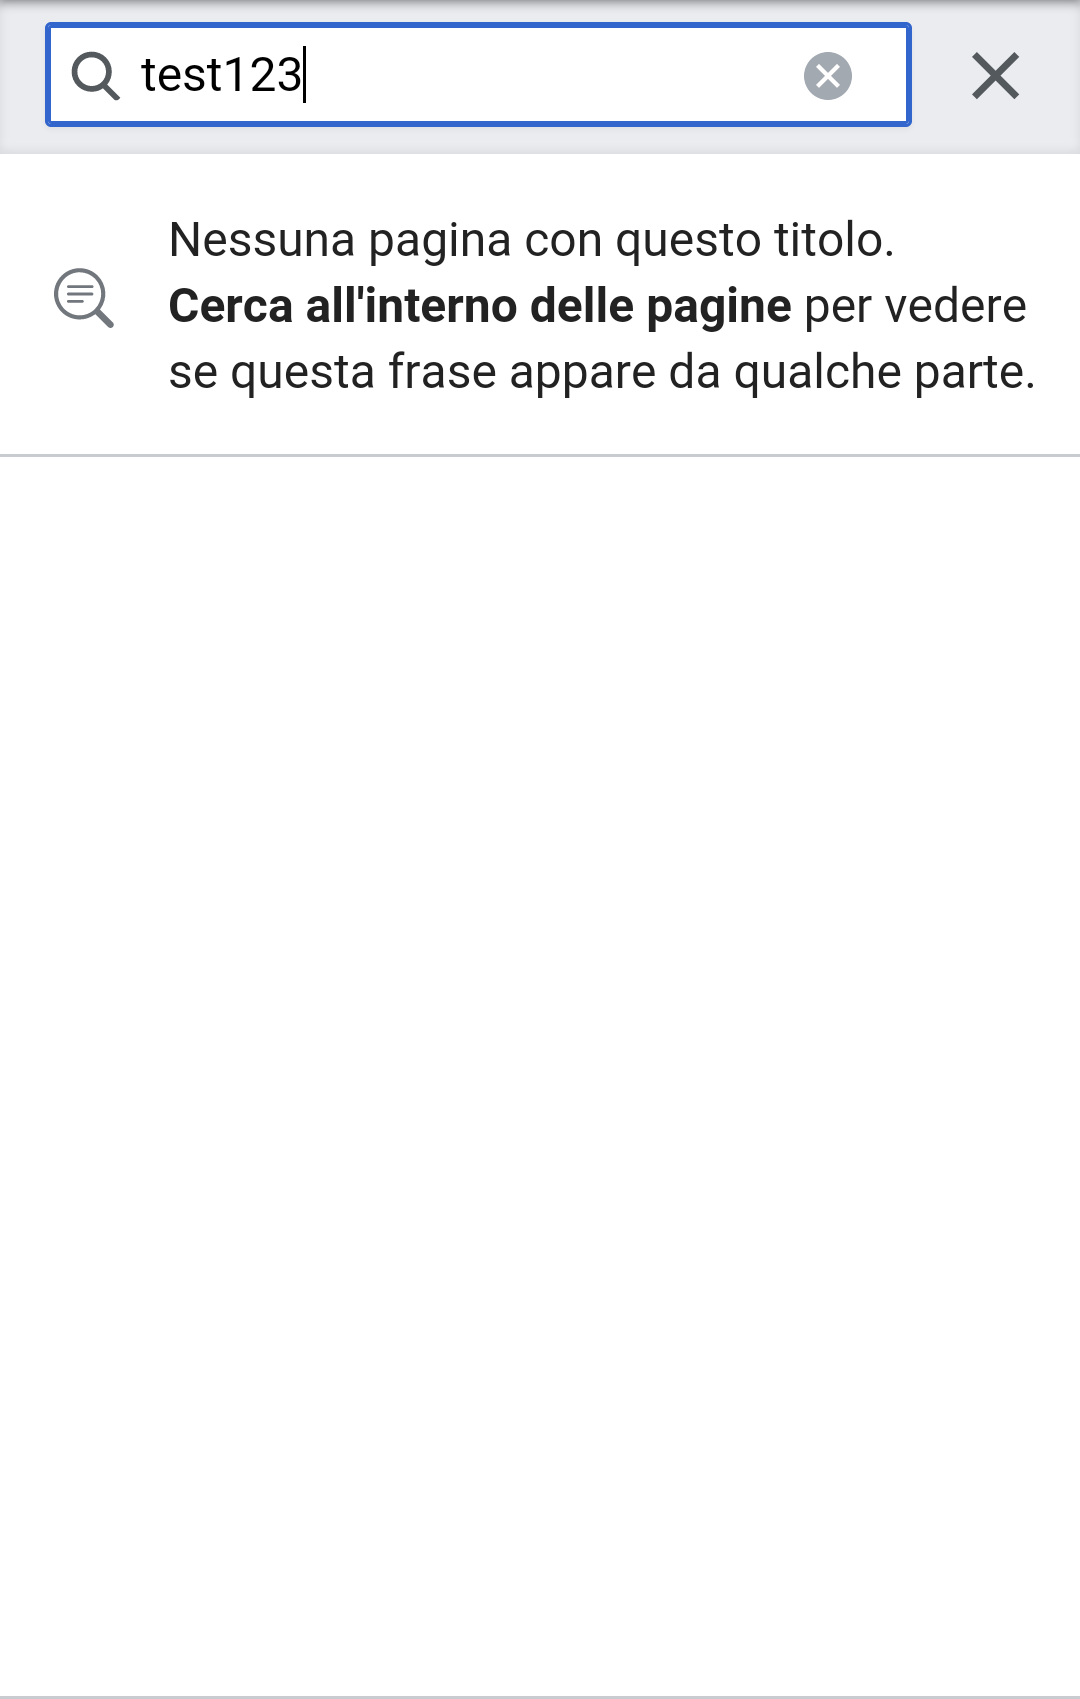 test123
Nessuna pagina con questo titolo.
Cerca all'interno delle pagine per vedere
se questa frase appare da qualche parte.